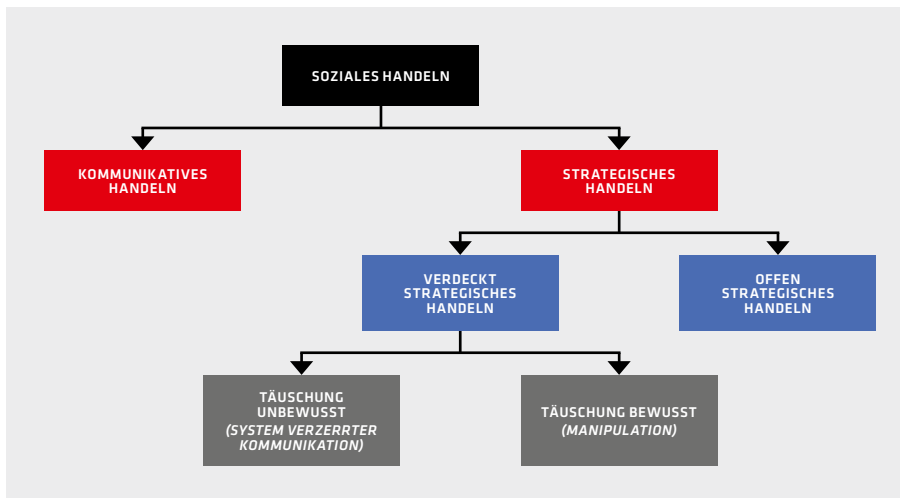 SOZIALES HANDELN
KOMMUNIKATIVES
HANDELN
STRATEGISCHES
HANDELN
VERDECKT
STRATEGISCHES
HANDELN
OFFEN
STRATEGISCHES
HANDELN
TÄUSCHUNG
UNBEWUSST
(SYSTEM VERZERRTER
KOMMUNIKATION)
TÄUSCHUNG BEWUSST
(MANIPULATION)